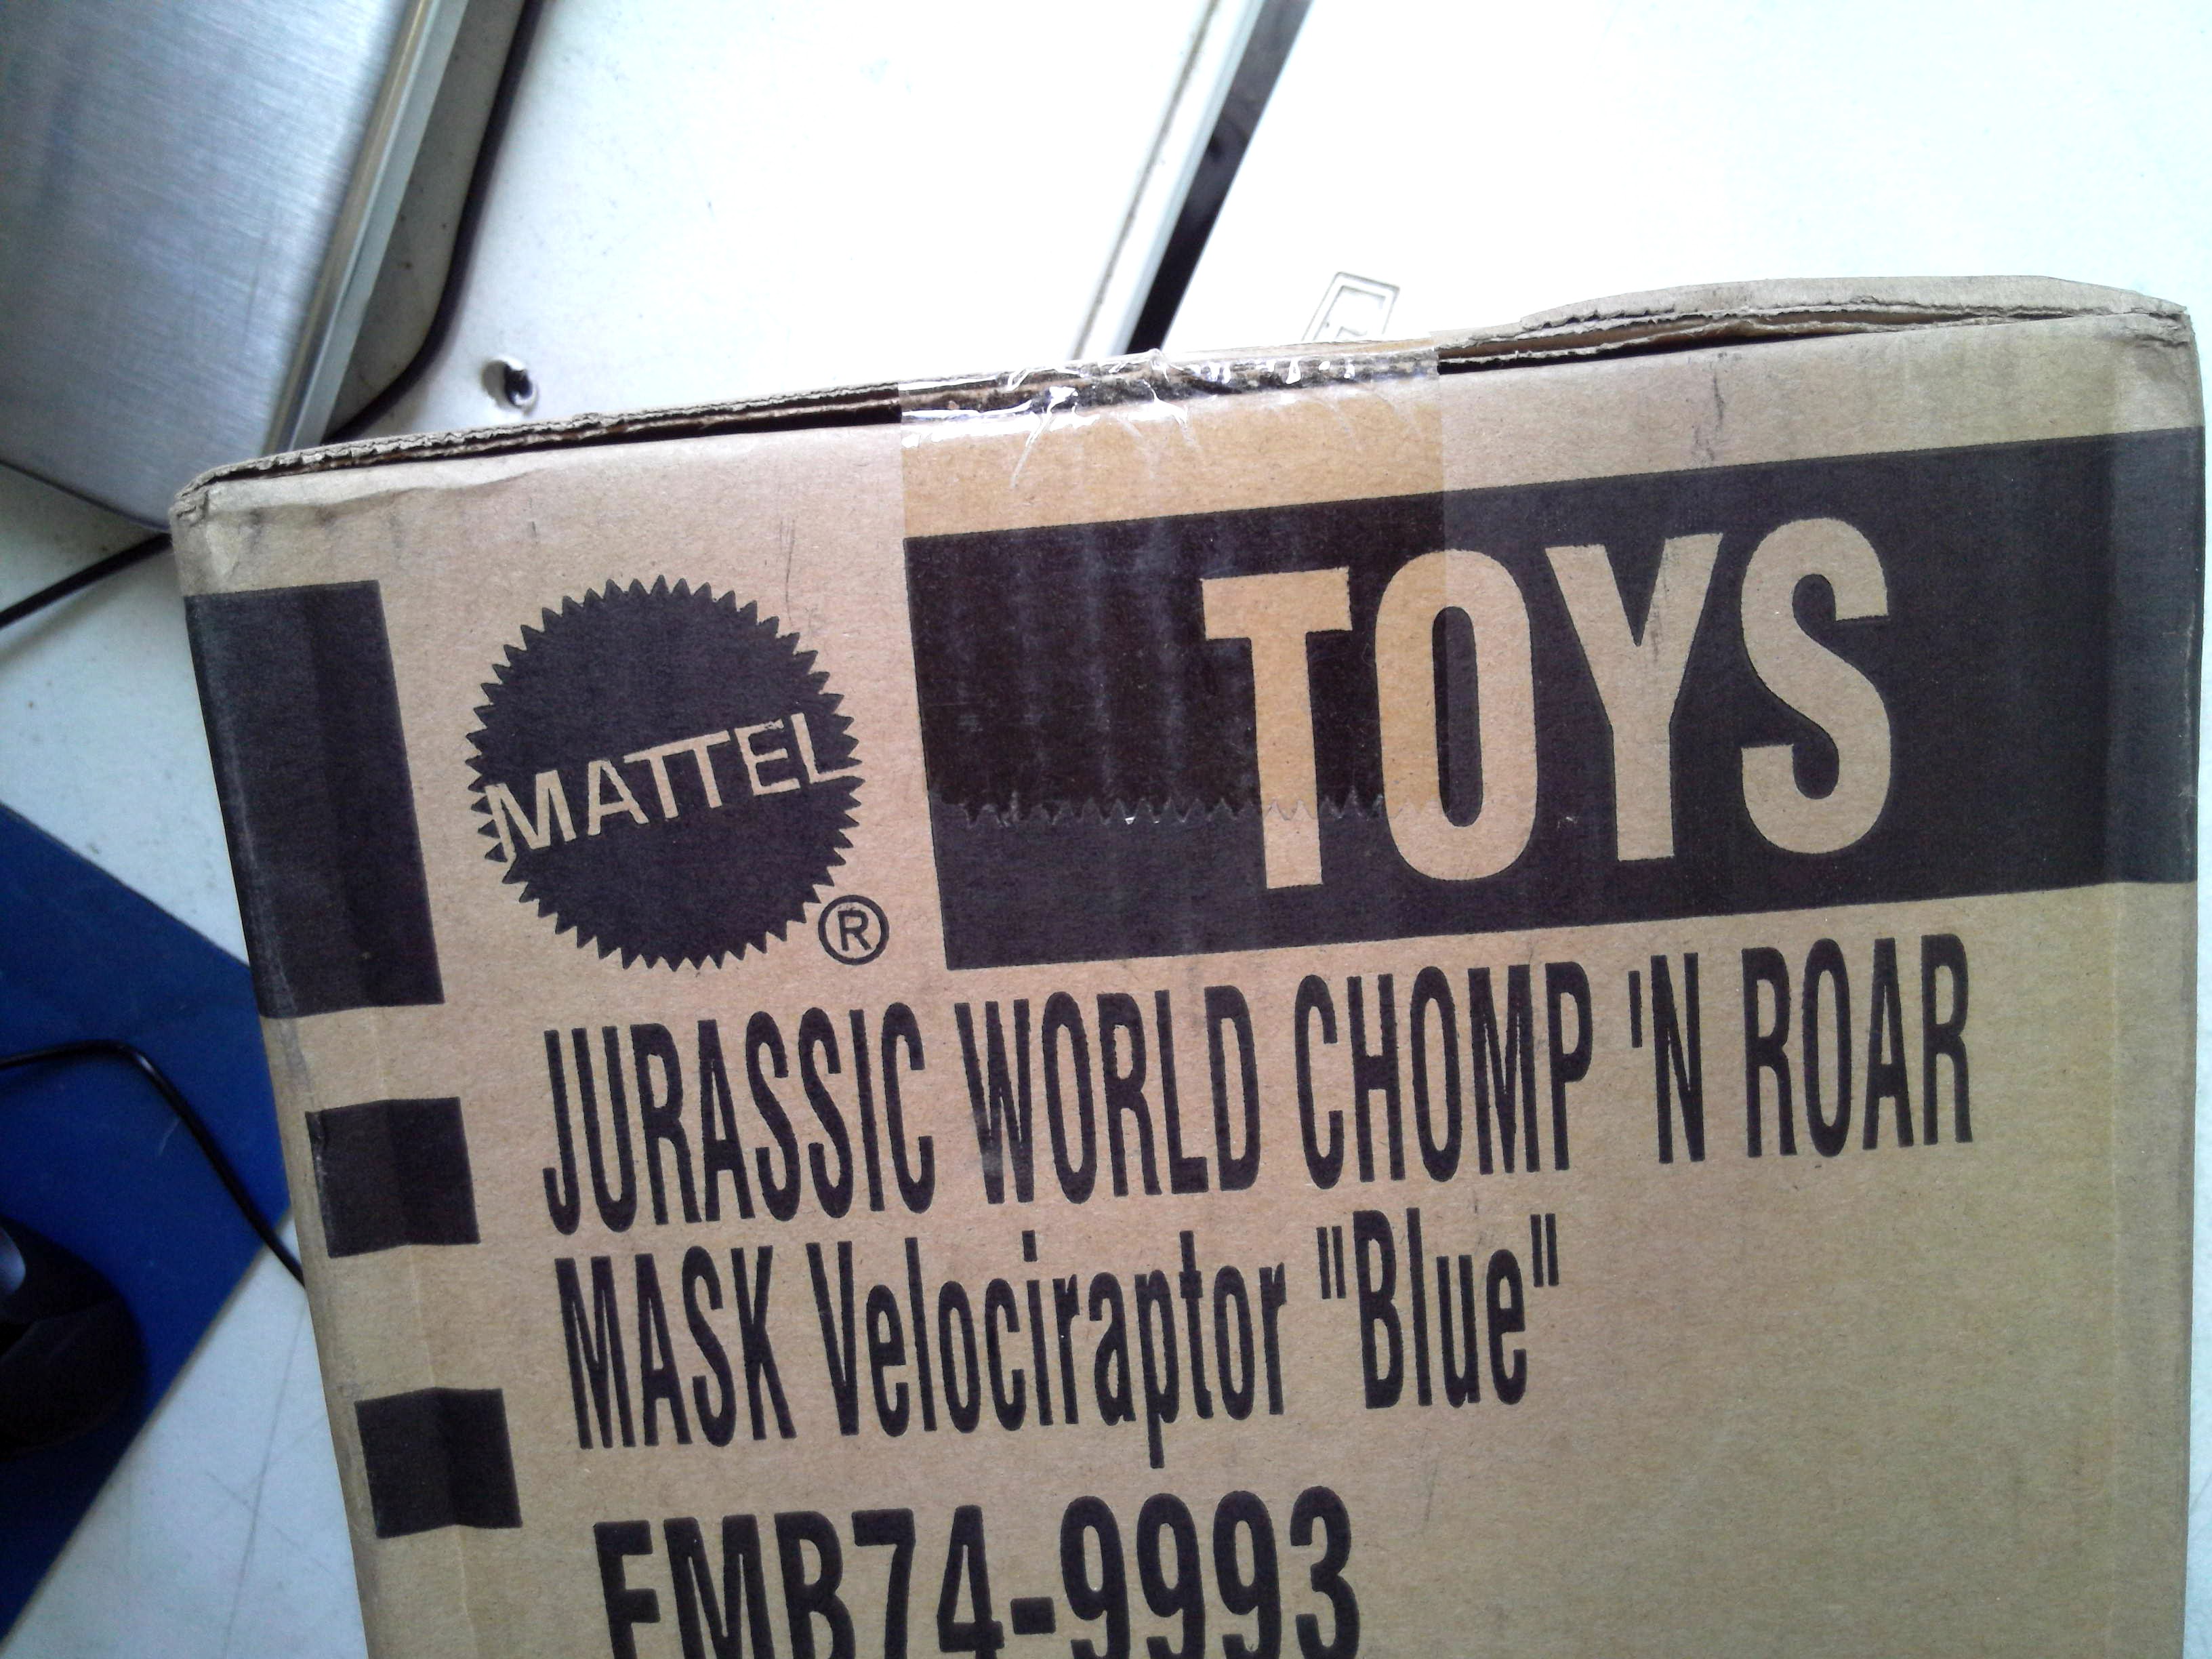 MATTEL
®
TOYS
JURASSIC WORLD CHOMP 'N ROAR
MASK Velociraptor "Blue"
FMB74-9993